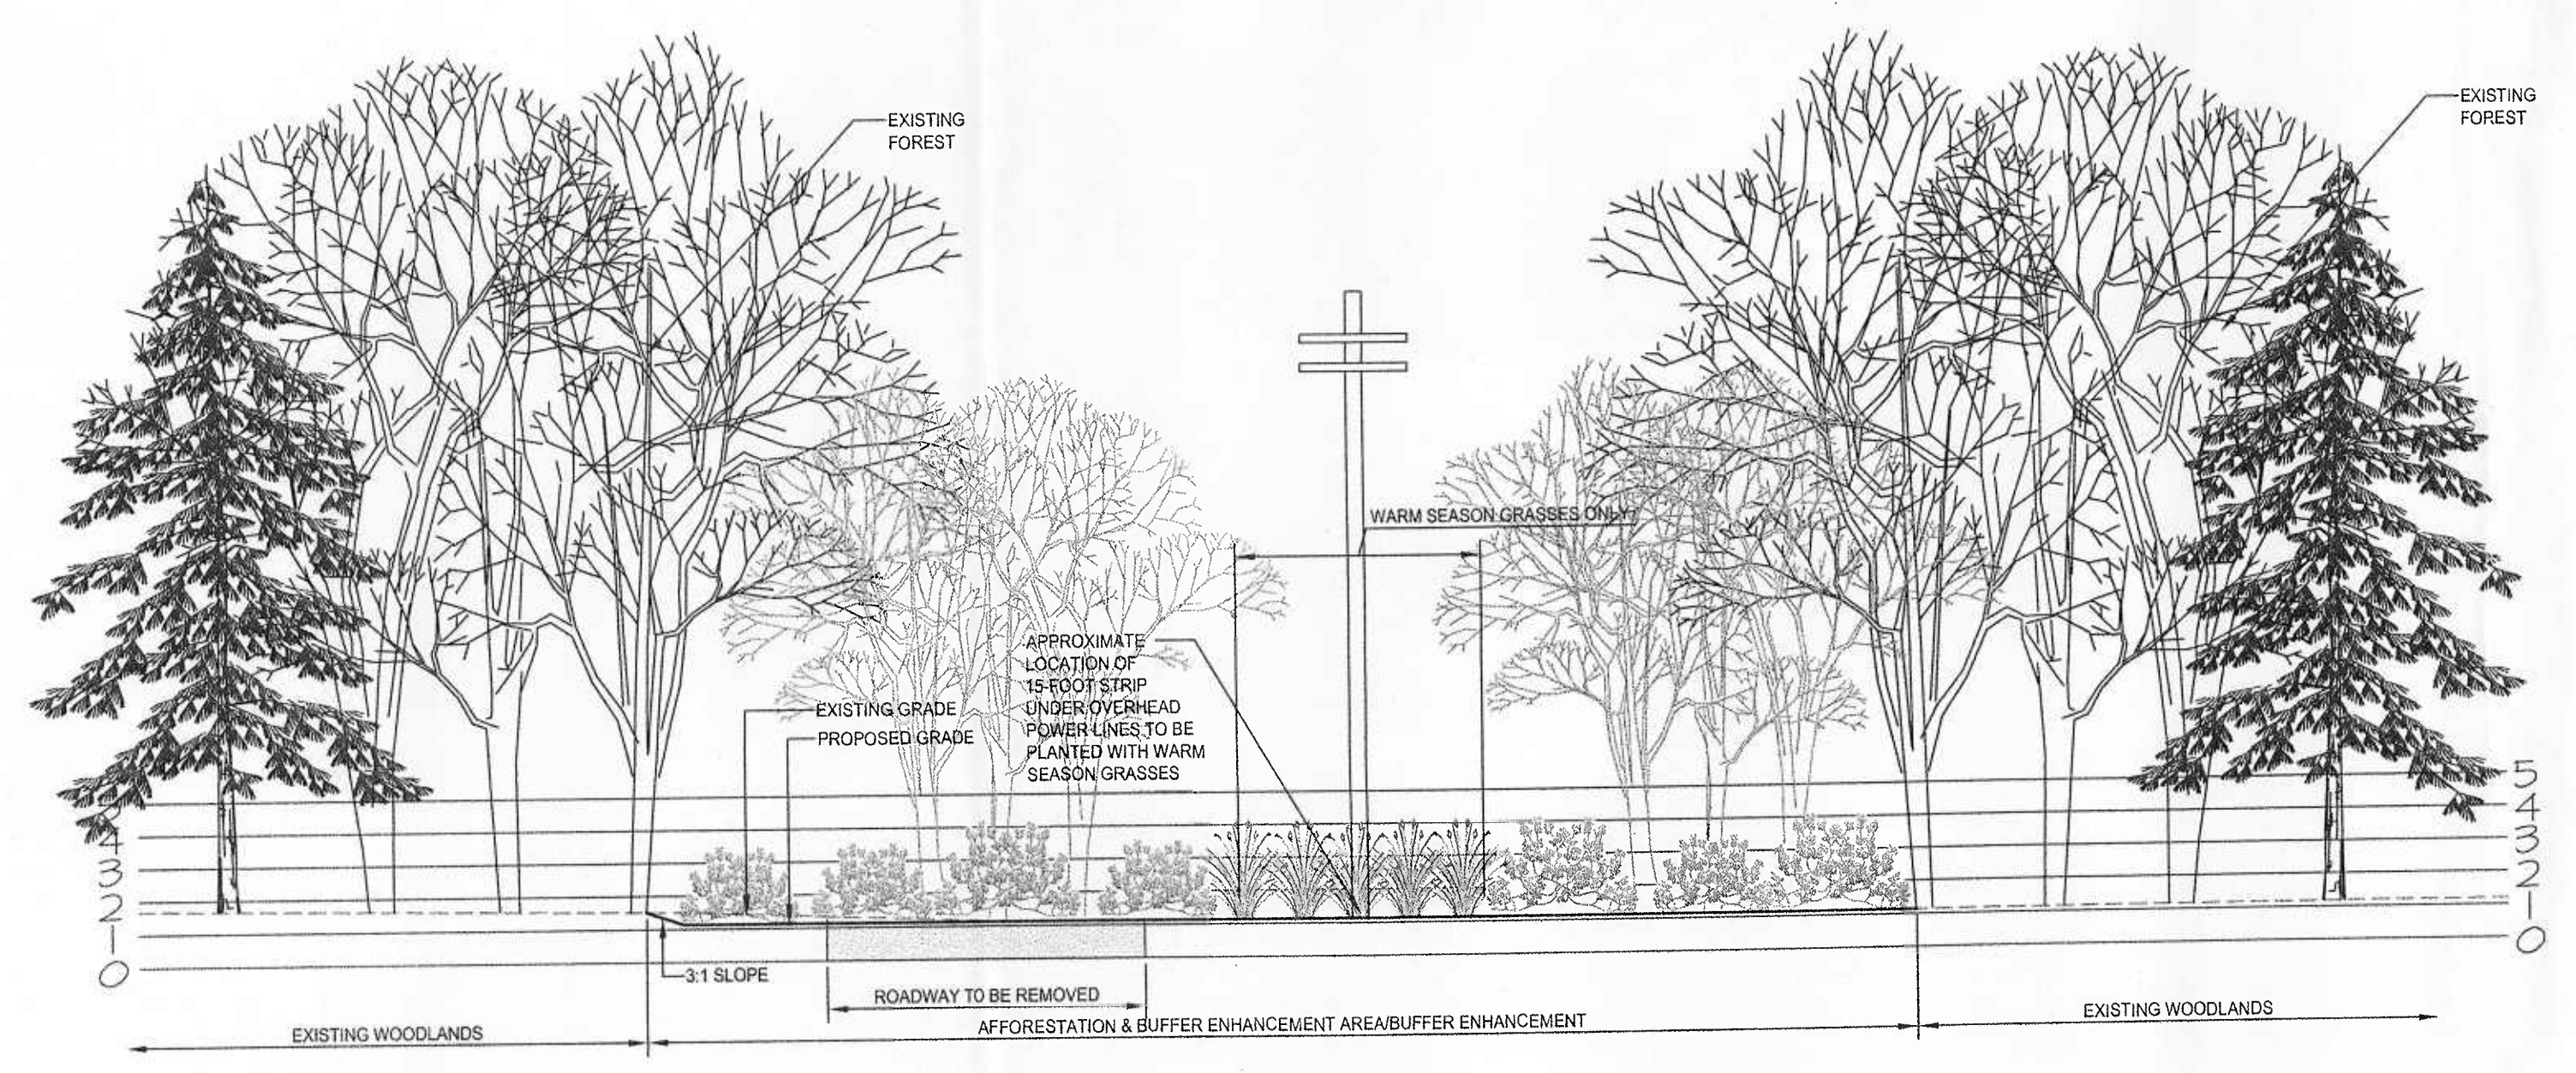 EXISTING
FOREST
EXISTING
FOREST
WARM SEASON GRASSES ONLY
APPROXIMATE
LOCATION OF
15-FOOT STRIP
UNDER OVERHEAD
POWER LINES TO BE
PLANTED WITH WARM
SEASON GRASSES
EXISTING GRADE
PROPOSED GRADE
4
3
2
1
0
5
4
3
2
1
0
3:1 SLOPE
ROADWAY TO BE REMOVED
EXISTING WOODLANDS
AFFORESTATION & BUFFER ENHANCEMENT AREA/BUFFER ENHANCEMENT
EXISTING WOODLANDS